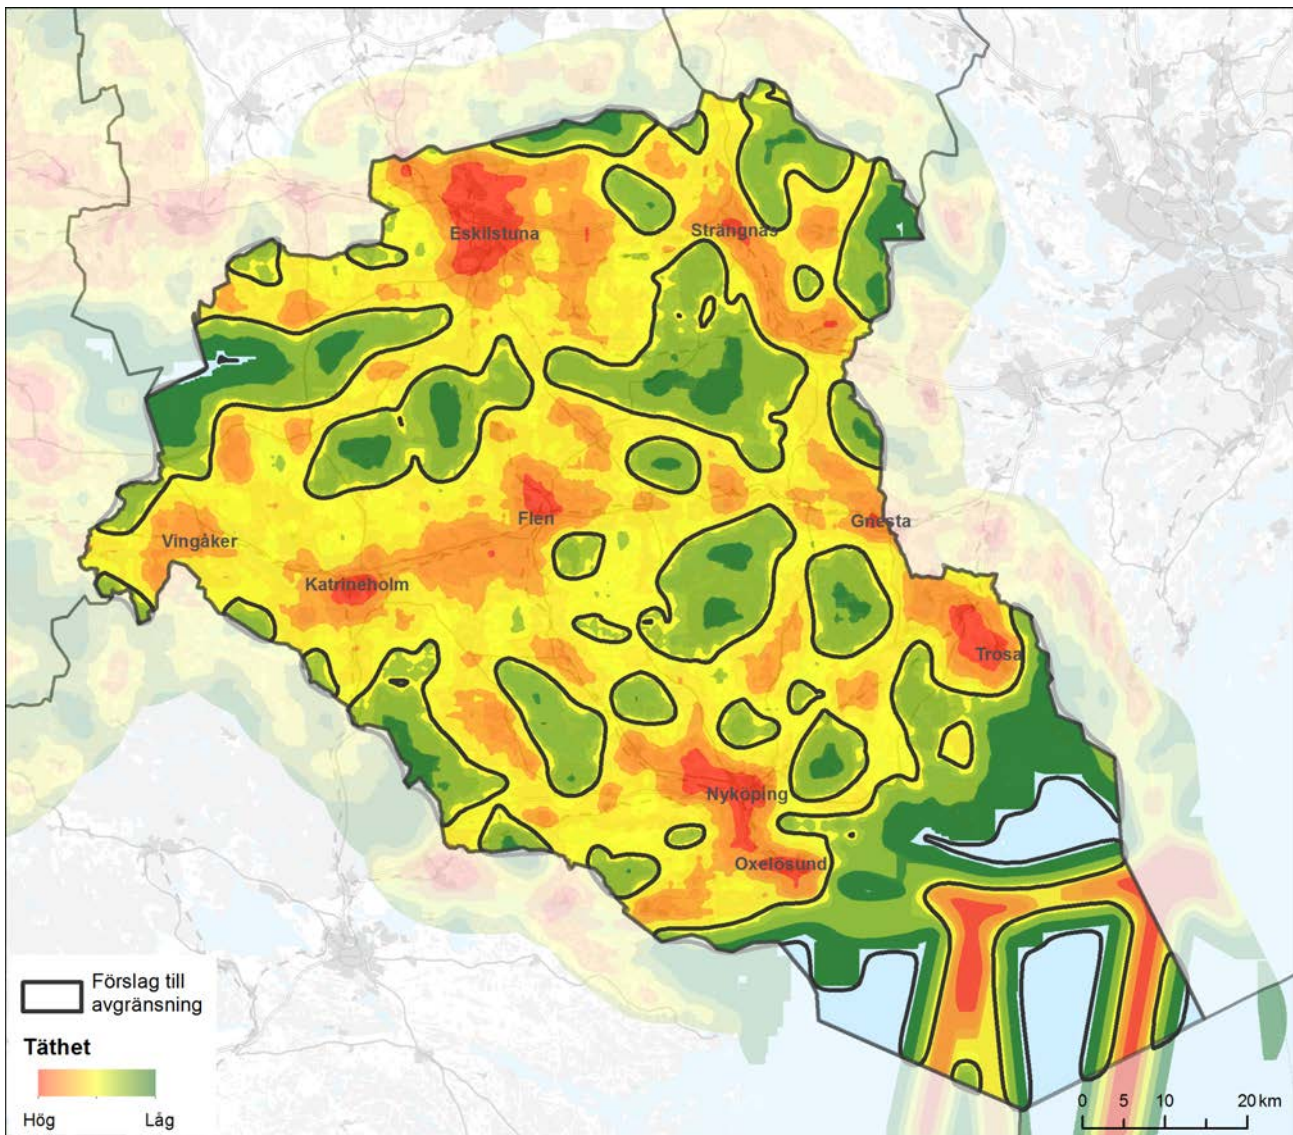 Eskilstuna
Strängnäs
Flen
Gnesta
Vingåker
Katrineholm
Trosa
Nyköping
Oxelösund
Förslag till
avgränsning
Täthet
Hög Låg
0 5 10 20 km